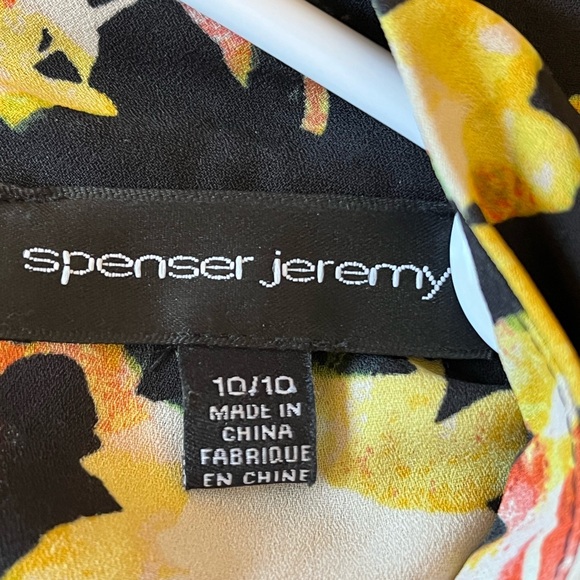 spenser jeremy
10/10
MADE IN
CHINA
FABRIQUE
EN CHINE